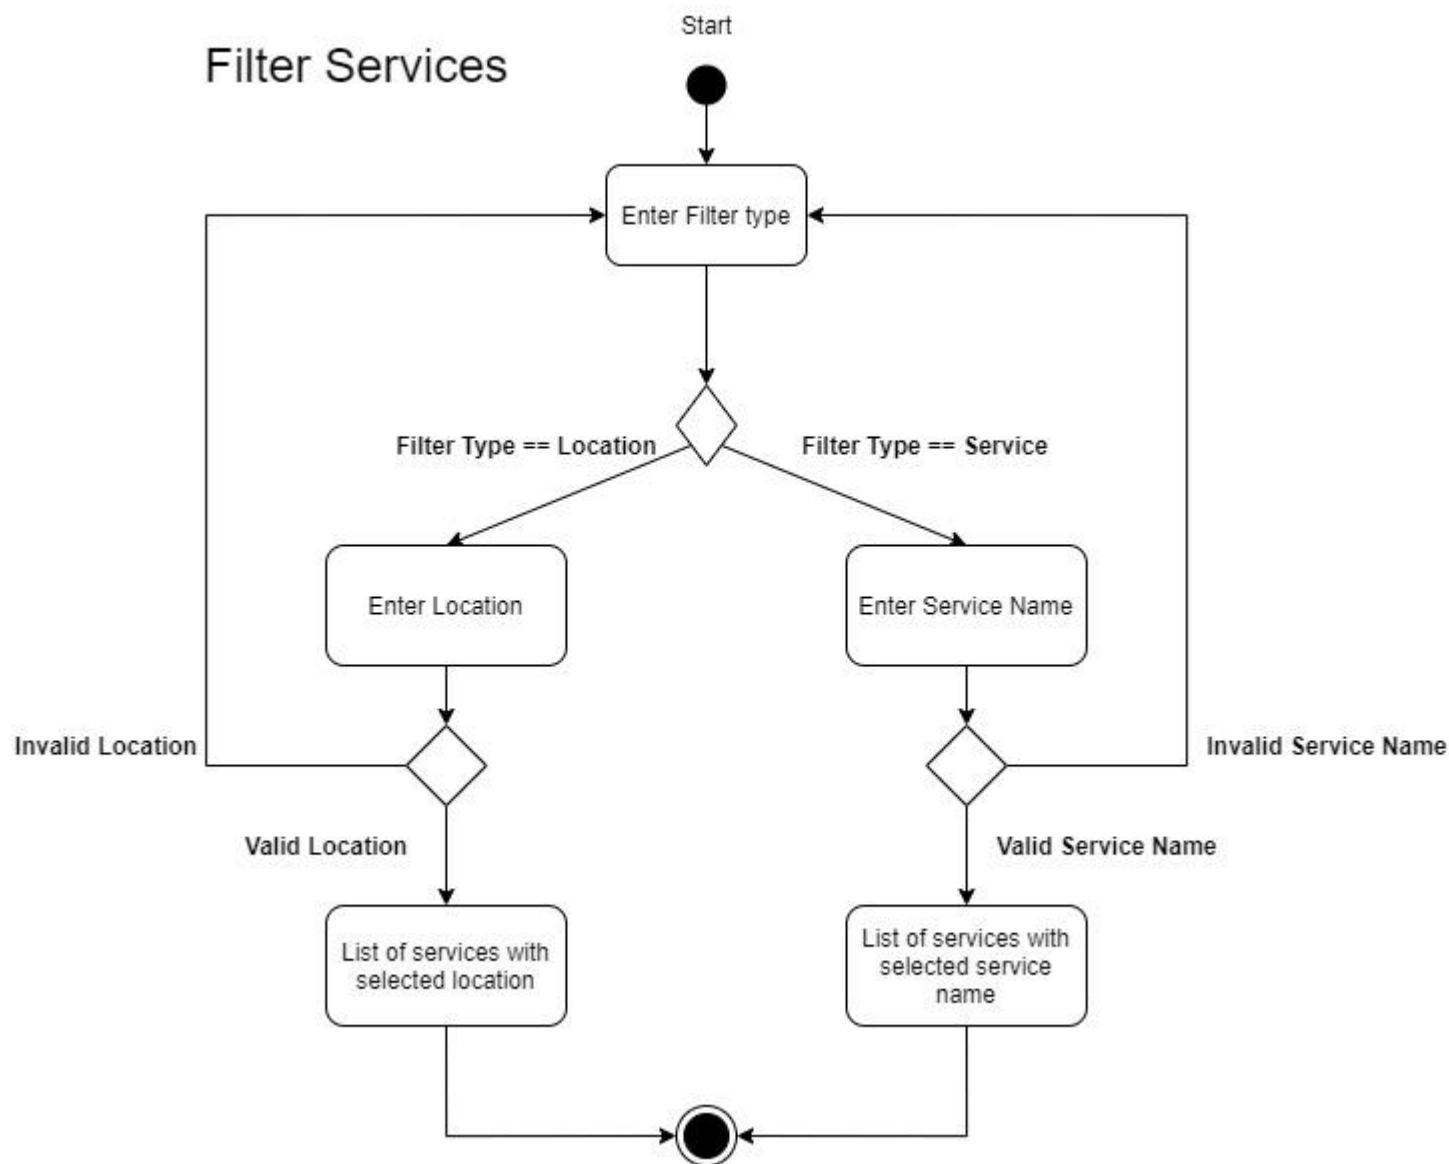 Start
Filter Services
Enter Filter type
Filter Type == Location
Filter Type == Service
Enter Location
Enter Service Name
Invalid Location
Invalid Service Name
Valid Location
Valid Service Name
List of services with
selected location
List of services with
selected service
name